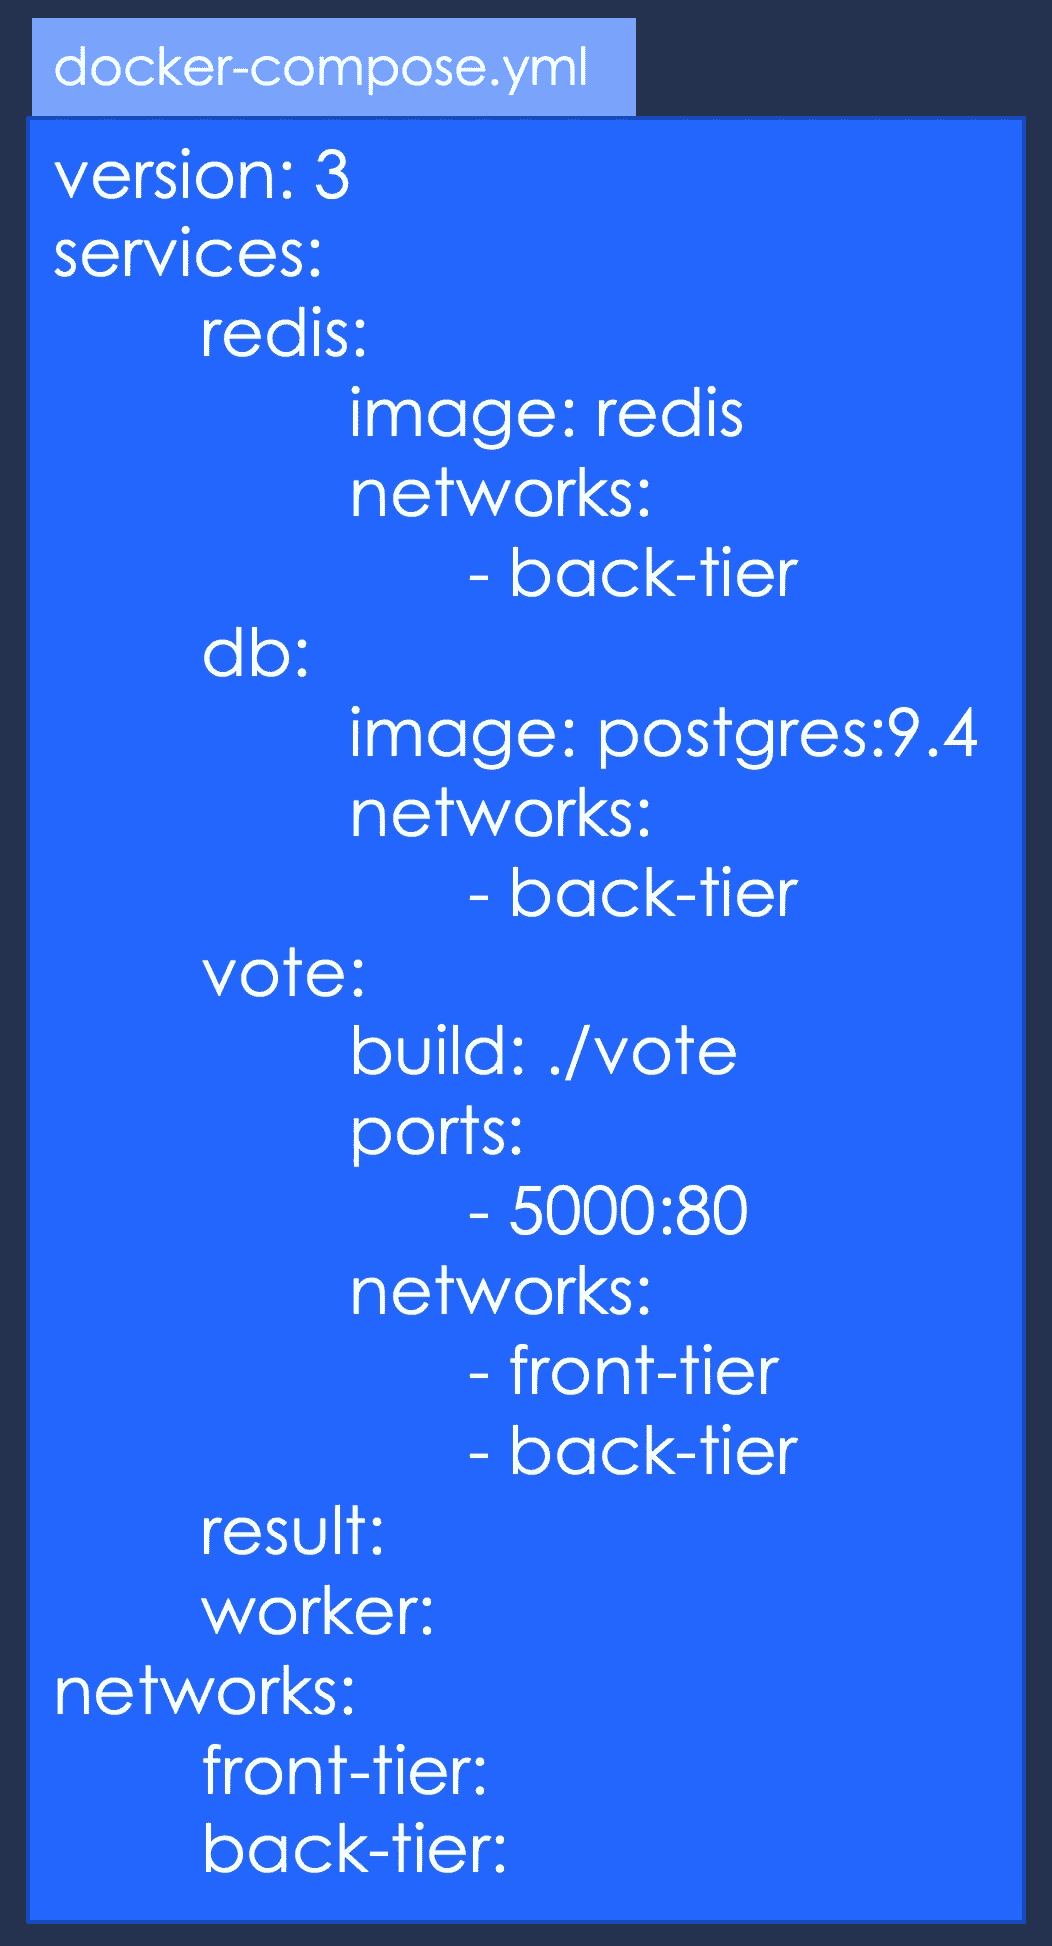 docker-compose.yml
version: 3
services:
redis:
image: redis
networks:
- back-tier
db:
image: postgres:9.4
networks:
- back-tier
vote:
build: ./vote
ports:
- 5000:80
networks:
- front-tier
- back-tier
result:
worker:
networks:
front-tier:
back-tier: